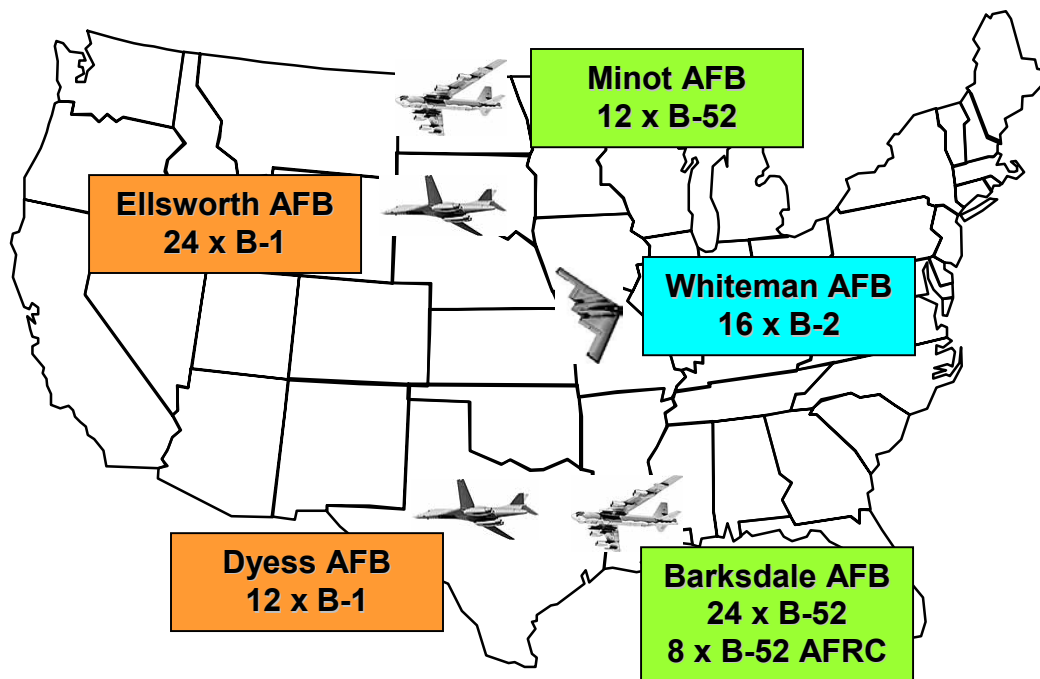 Minot AFB
12 x B-52
Ellsworth AFB
24 x B-1
Whiteman AFB
16 x B-2
Dyess AFB
12 x B-1
Barksdale AFB
24 x B-52
8 x B-52 AFRC